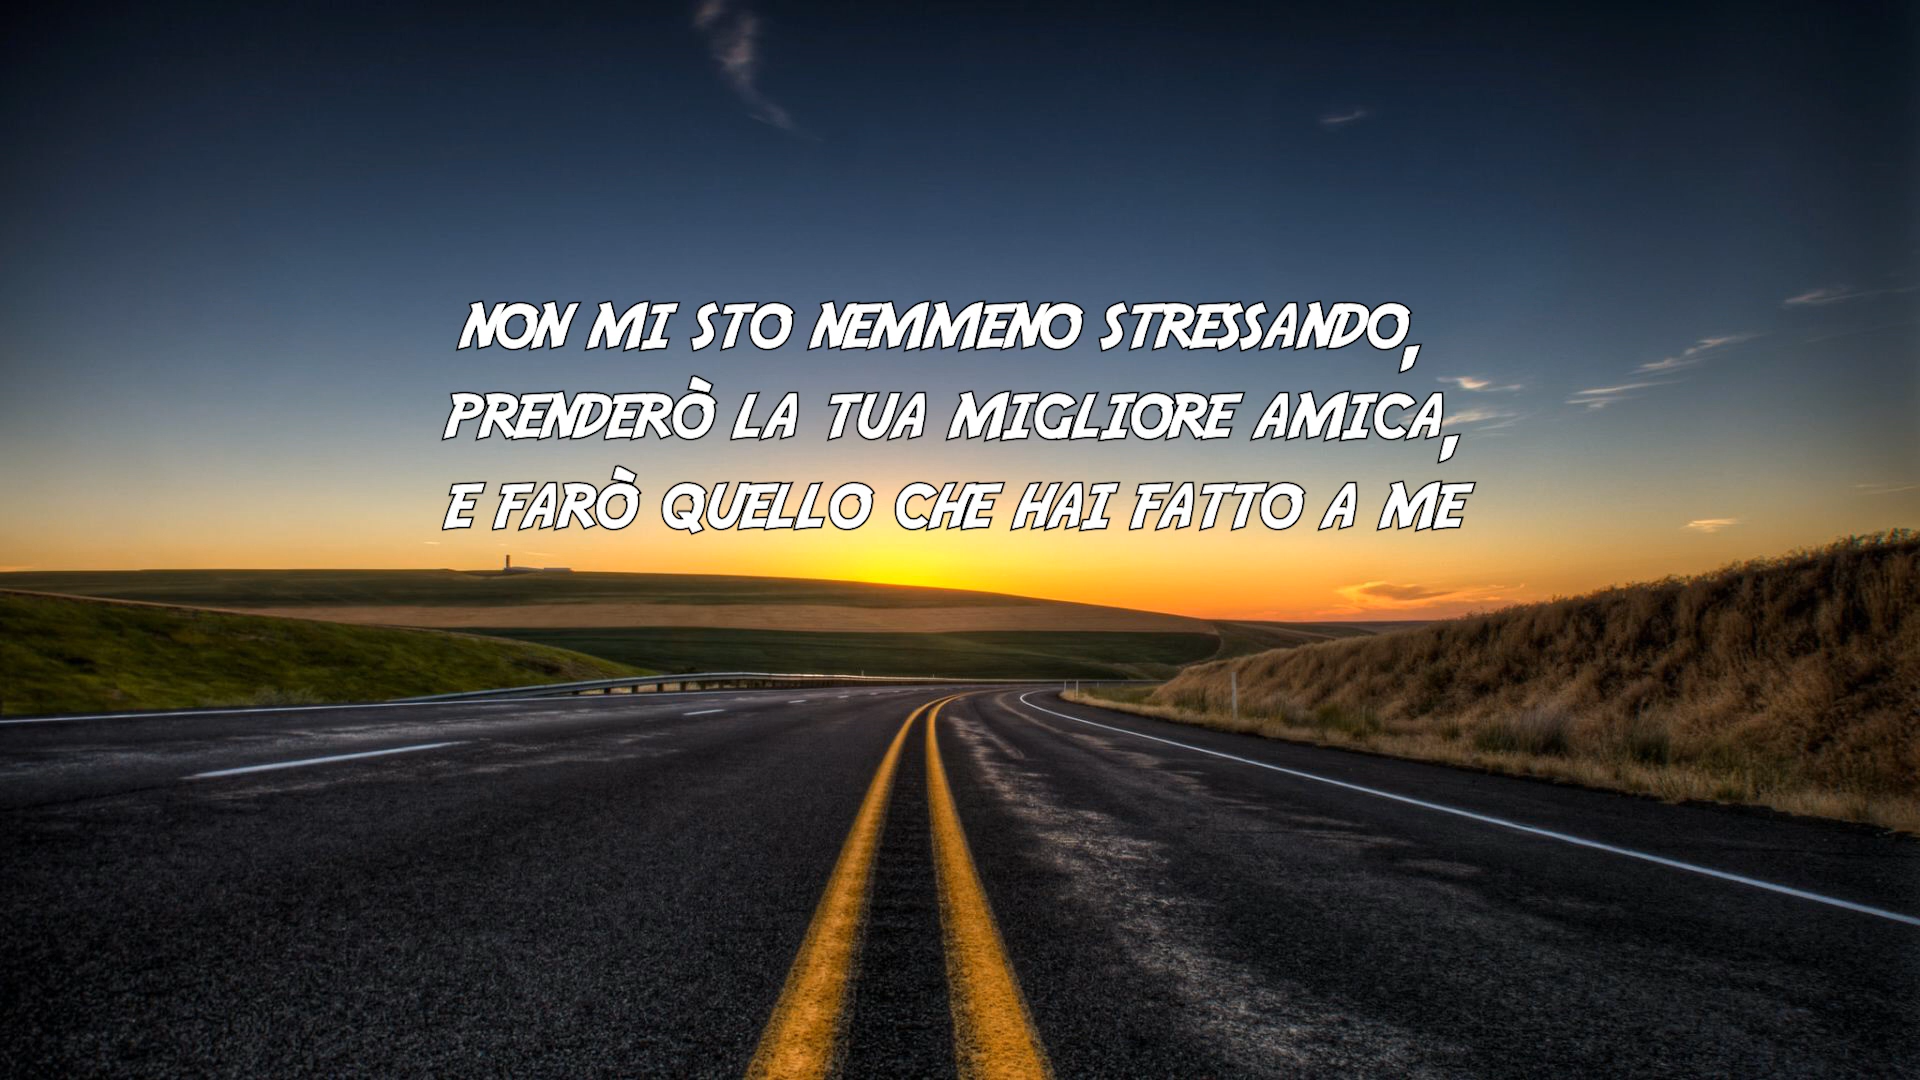 NON MI STO NEMMENO STRESSANDO,
PRENDERÒ LA TUA MIGLIORE AMICA,
E FARÒ QUELLO CHE HAI FATTO A ME